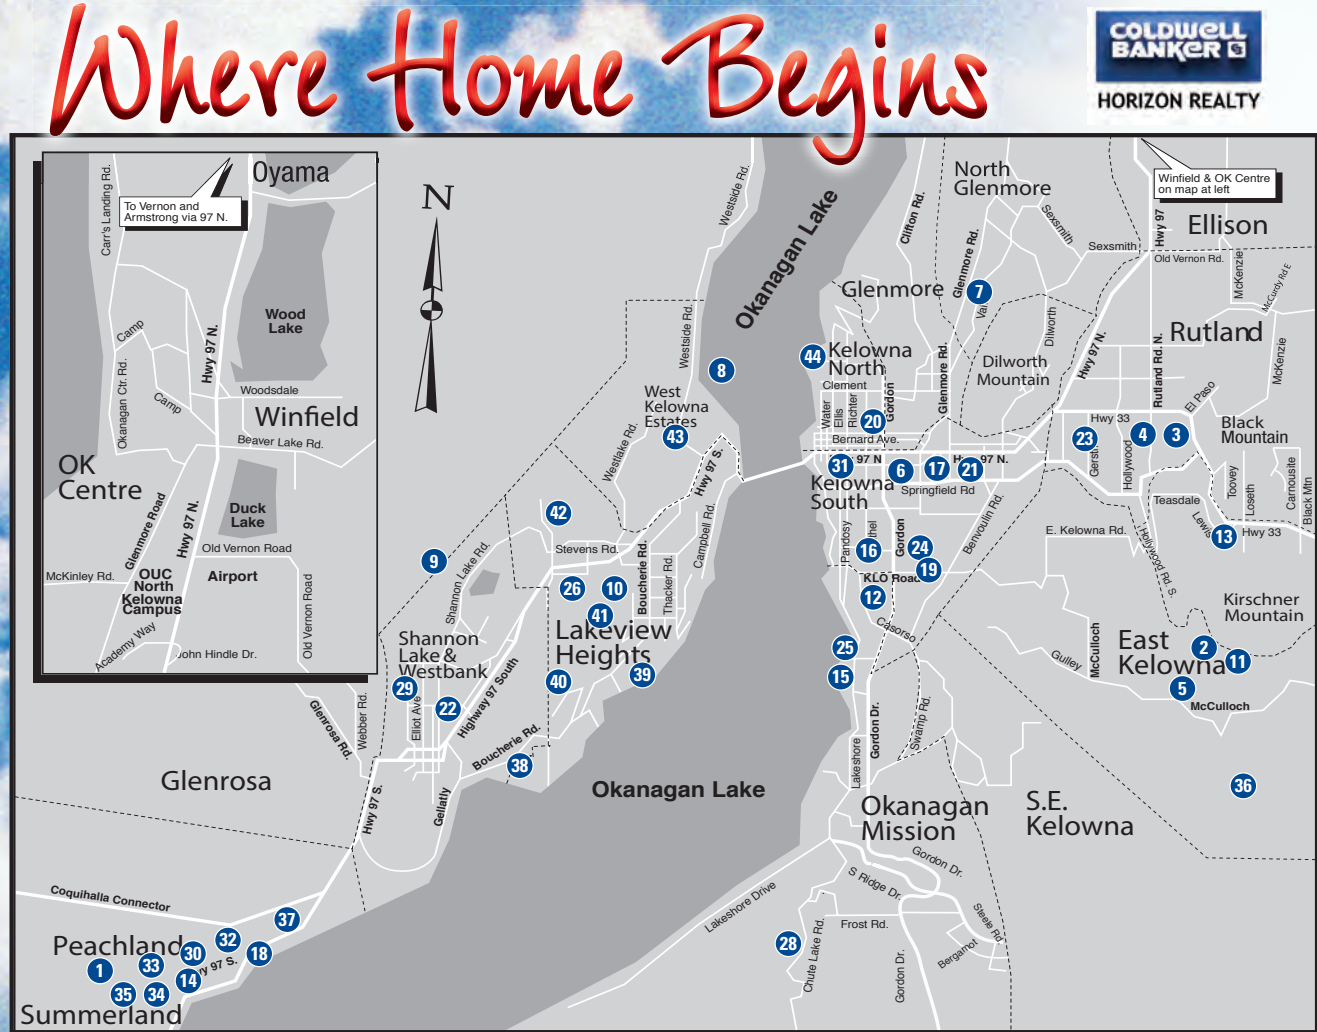 Where Home Begins
COLDWELL
BANKER
HORIZON REALTY
Oyama
To Vernon and
Armstrong via 97 N.
Carr's Landing Rd.
Wood
Lake
Hwy 97 N.
Camp
Okanagan Ctr. Rd.
Camp
Woodsdale
Winfield
Beaver Lake Rd.
OK
Centre
Glenmore Road
Hwy 97 N.
Duck
Lake
Old Vernon Road
McKinley Rd.
OUC
North
Kelowna
Campus
Airport
Old Vernon Road
Academy Way
John Hindle Dr.
N
Westside Rd.
Okanagan Lake
Clifton Rd.
North
Glenmore
Sexsmith
Sexsmith
Winfield & OK Centre
on map at left
Hwy 97
Ellison
Old Vernon Rd.
McKenzie
McCurdy Rd E
Glenmore
Glenmore Rd.
7
Val
Dilworth
Rutland
Westside Rd.
8
44
Kelowna
North
Dilworth
Mountain
Glenmore Rd.
Hwy 97 N.
Rutland Rd. N.
McKenzie
Clement
Water
Ellis
Richter
Gordon
20
El Paso
West
Kelowna
Estates
43
Bernard Ave.
Hwy 33
23
Gerstm
Hollywood
4
3
Black
Mountain
Westlake Rd.
Hwy 97 S.
31
97 N
6
17
21
97 N.
Kelowna
South
Springfield Rd
Toovey
Loseth
Carnousite
Black Mtn
Teasdale
Lewis
13
Hwy 33
42
Campbell Rd.
Pandosy
thel
16
Gordon
24
19
Benvoulin Rd.
E. Kelowna Rd.
Hollywood Rd. S.
9
Stevens Rd.
Shannon Lake Rd.
26
10
41
Boucherie Rd.
Thacker Rd.
KLO Road
12
Casorso
Kirschner
Mountain
Lakeview
Heights
Shannon
Lake &
Westbank
25
15
Gulley
McCulloch
East
Kelowna
2
11
5
McCulloch
29
Elliot Ave
22
Highway 97 South
40
39
Glenrosa Rd.
Webber Rd.
Boucherie Rd.
38
Gordon Dr.
Swamp Rd.
Lakeshore
Glenrosa
Hwy 97 S.
Gellatly
Okanagan Lake
Okanagan
Mission
S.E.
Kelowna
36
Coquihalla Connector
Gordon Dr.
S Ridge Dr.
Lakeshore Drive
Frost Rd.
Steele Rd
Bergamot
28
Chute Lake Rd.
Gordon Dr.
37
Peachland
32
30
18
1
33
14
wy 97 S.
35
34
Summerland